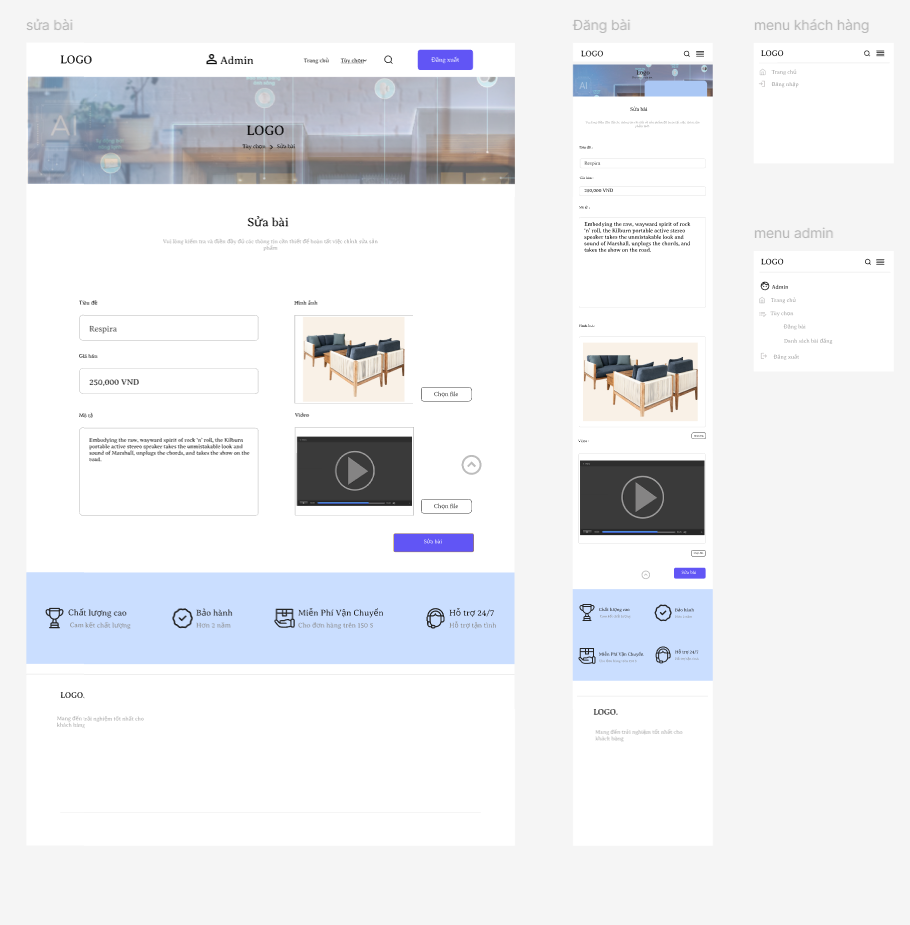 sửa bài
LOGO
Admin
Trang chủ
Tùy chọn
Đăng xuất
AI
LOGO
Tùy chọn
Sửa bài
Sửa bài
Vui lòng kiểm tra và điền đầy đủ các thông tin cần thiết để hoàn tất việc chỉnh sửa sản
phẩm.
Tiêu đề
Respira
Giá bán
250,000 VND
Mô tả
Embodying the raw, wayward spirit of rock 'n' roll, the Kilburn
portable active stereo speaker takes the unmistakable look and
sound of Marshall, unplugs the chords, and takes the show on the
road.
Hình ảnh
Chọn file
Video
Chọn file
Sửa bài
Chất lượng cao
Cam kết chất lượng
Bảo hành
Hơn 2 năm
Miễn Phí Vận Chuyển
Cho đơn hàng trên 150 $
Hỗ trợ 24/7
Hỗ trợ tận tình
LOGO.
Mang đến trải nghiệm tốt nhất cho
khách hàng
Đăng bài
LOGO
AI
Logo
Sửa bài
Tiêu đề :
Respira
Giá bán
250,000 VND
Mô tả :
Embodying the raw, wayward spirit of rock
'n' roll, the Kilburn portable active stereo
speaker takes the unmistakable look and
sound of Marshall, unplugs the chords, and
takes the show on the road.
Hình ảnh
Video
Sửa bài
Chất lượng cao
Cam kết chất lượng
Bảo hành
Hơn 2 năm
Miễn Phí Vận Chuyển
Cho đơn hàng trên 150 $
Hỗ trợ 24/7
Hỗ trợ tận tình
LOGO.
Mang đến trải nghiệm tốt nhất cho
khách hàng
menu khách hàng
LOGO
Trang chủ
Đăng nhập
menu admin
LOGO
Admin
Trang chủ
Tùy chọn
Đăng bài
Danh sách bài đăng
Đăng xuất